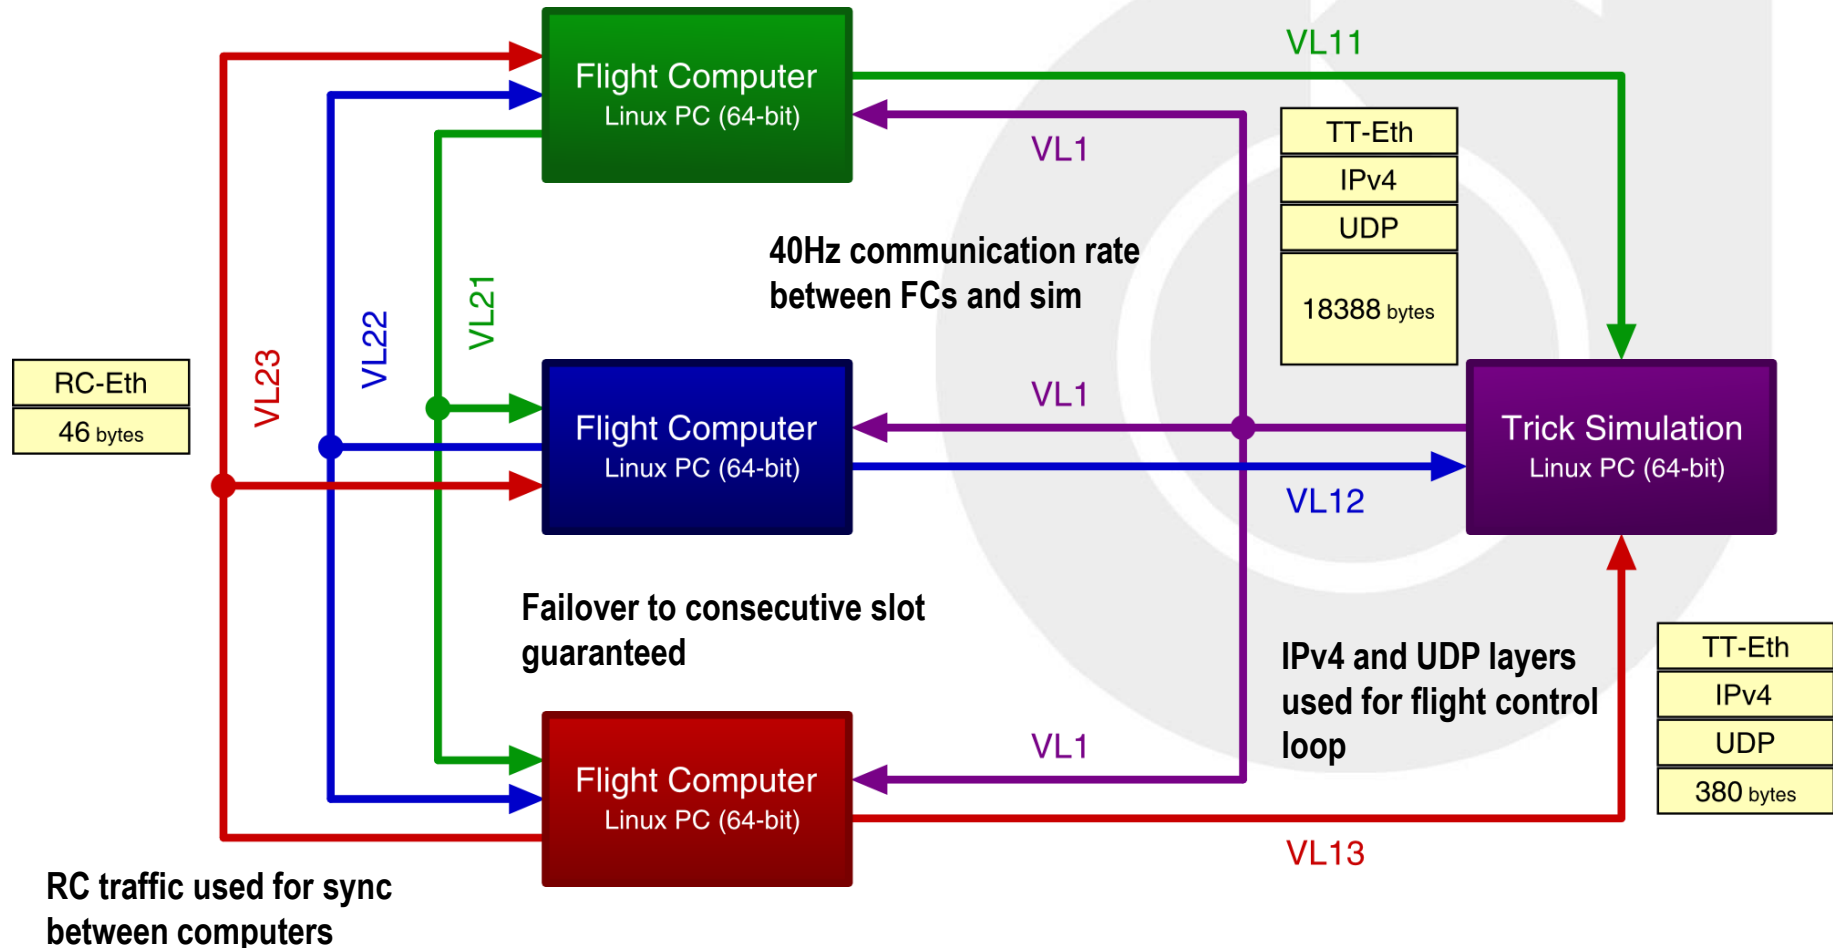 Flight Computer
Linux PC (64-bit)
VL11
VL1
TT-Eth
IPv4
UDP
18388 bytes
40Hz communication rate
between FCs and sim
VL21
VL22
VL23
RC-Eth
46 bytes
Flight Computer
Linux PC (64-bit)
VL1
VL12
Trick Simulation
Linux PC (64-bit)
Failover to consecutive slot
guaranteed
IPv4 and UDP layers
used for flight control
loop
TT-Eth
IPv4
UDP
380 bytes
Flight Computer
Linux PC (64-bit)
VL1
VL13
RC traffic used for sync
between computers